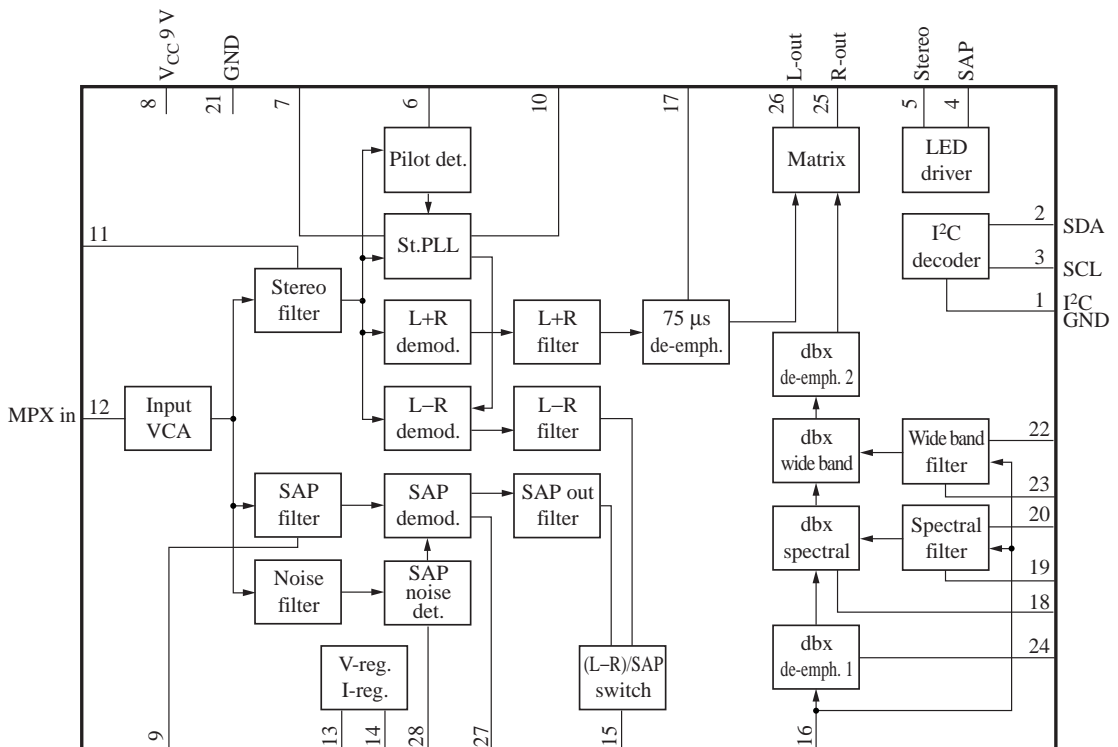 VCC 9 V
GND
L-out
R-out
Stereo
SAP
8
21
7
6
10
17
26
25
5
4
Pilot det.
Matrix
LED
driver
11
St.PLL
I²C
decoder
2
SDA
3
SCL
1
I²C
GND
Stereo
filter
L+R
demod.
L+R
filter
75 µs
de-emph.
dbx
de-emph. 2
MPX in
12
Input
VCA
L−R
demod.
L−R
filter
dbx
wide band
Wide band
filter
22
23
SAP
filter
SAP
demod.
SAP out
filter
dbx
spectral
Spectral
filter
20
19
18
Noise
filter
SAP
noise
det.
V-reg.
I-reg.
(L−R)/SAP
switch
dbx
de-emph. 1
24
9
13
14
28
27
15
16